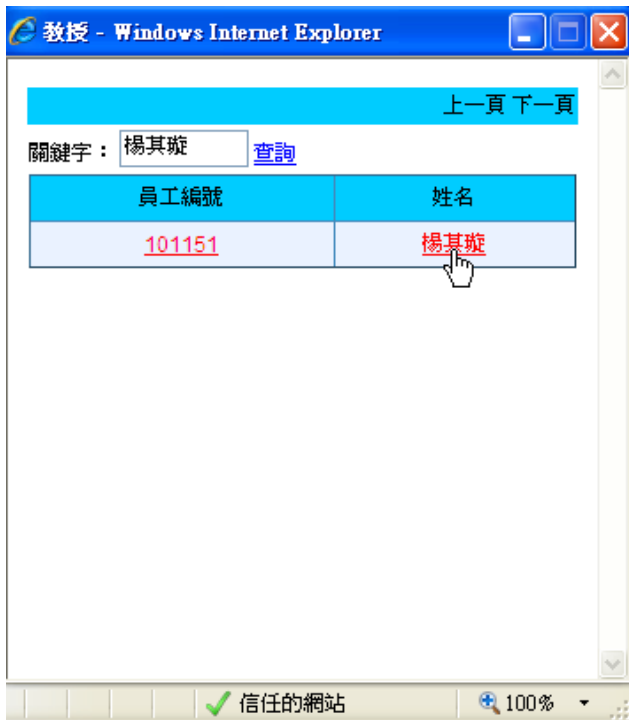 教授 - Windows Internet Explorer
上一頁 下一頁
關鍵字： 楊其璇 查詢
員工編號 姓名
101151 楊其璇
信任的網站 100%